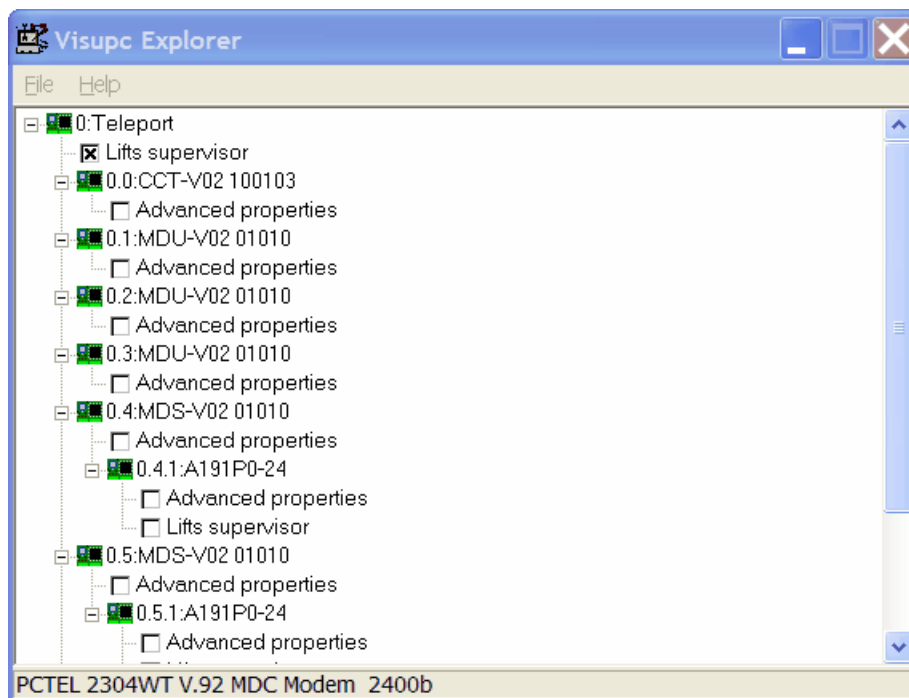 Visupc Explorer
File Help
0:Teleport
Lifts supervisor
0.0:CCT-V02 100103
Advanced properties
0.1:MDU-V02 01010
Advanced properties
0.2:MDU-V02 01010
Advanced properties
0.3:MDU-V02 01010
Advanced properties
0.4:MDS-V02 01010
Advanced properties
0.4.1:A191P0-24
Advanced properties
Lifts supervisor
0.5:MDS-V02 01010
Advanced properties
0.5.1:A191P0-24
Advanced properties
PCTEL 2304WT V.92 MDC Modem 2400b